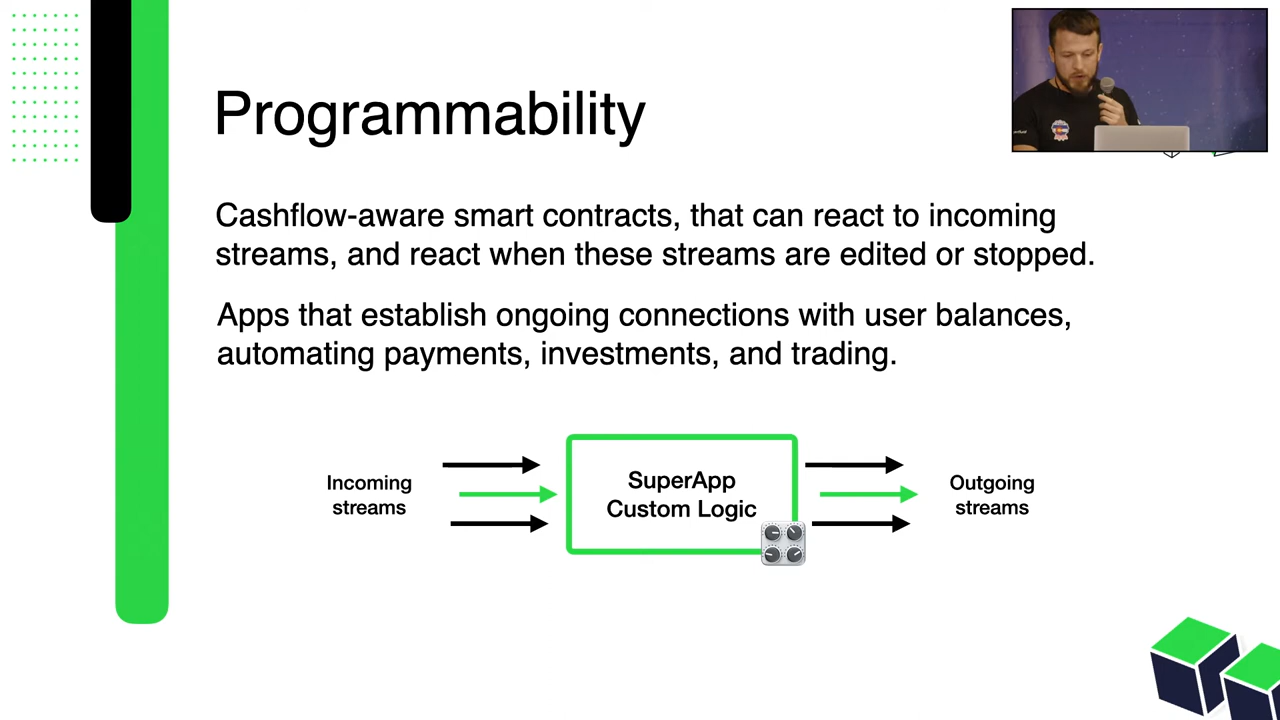 Programmability
Cashflow-aware smart contracts, that can react to incoming
streams, and react when these streams are edited or stopped.
Apps that establish ongoing connections with user balances,
automating payments, investments, and trading.
Incoming
streams
SuperApp
Custom Logic
Outgoing
streams